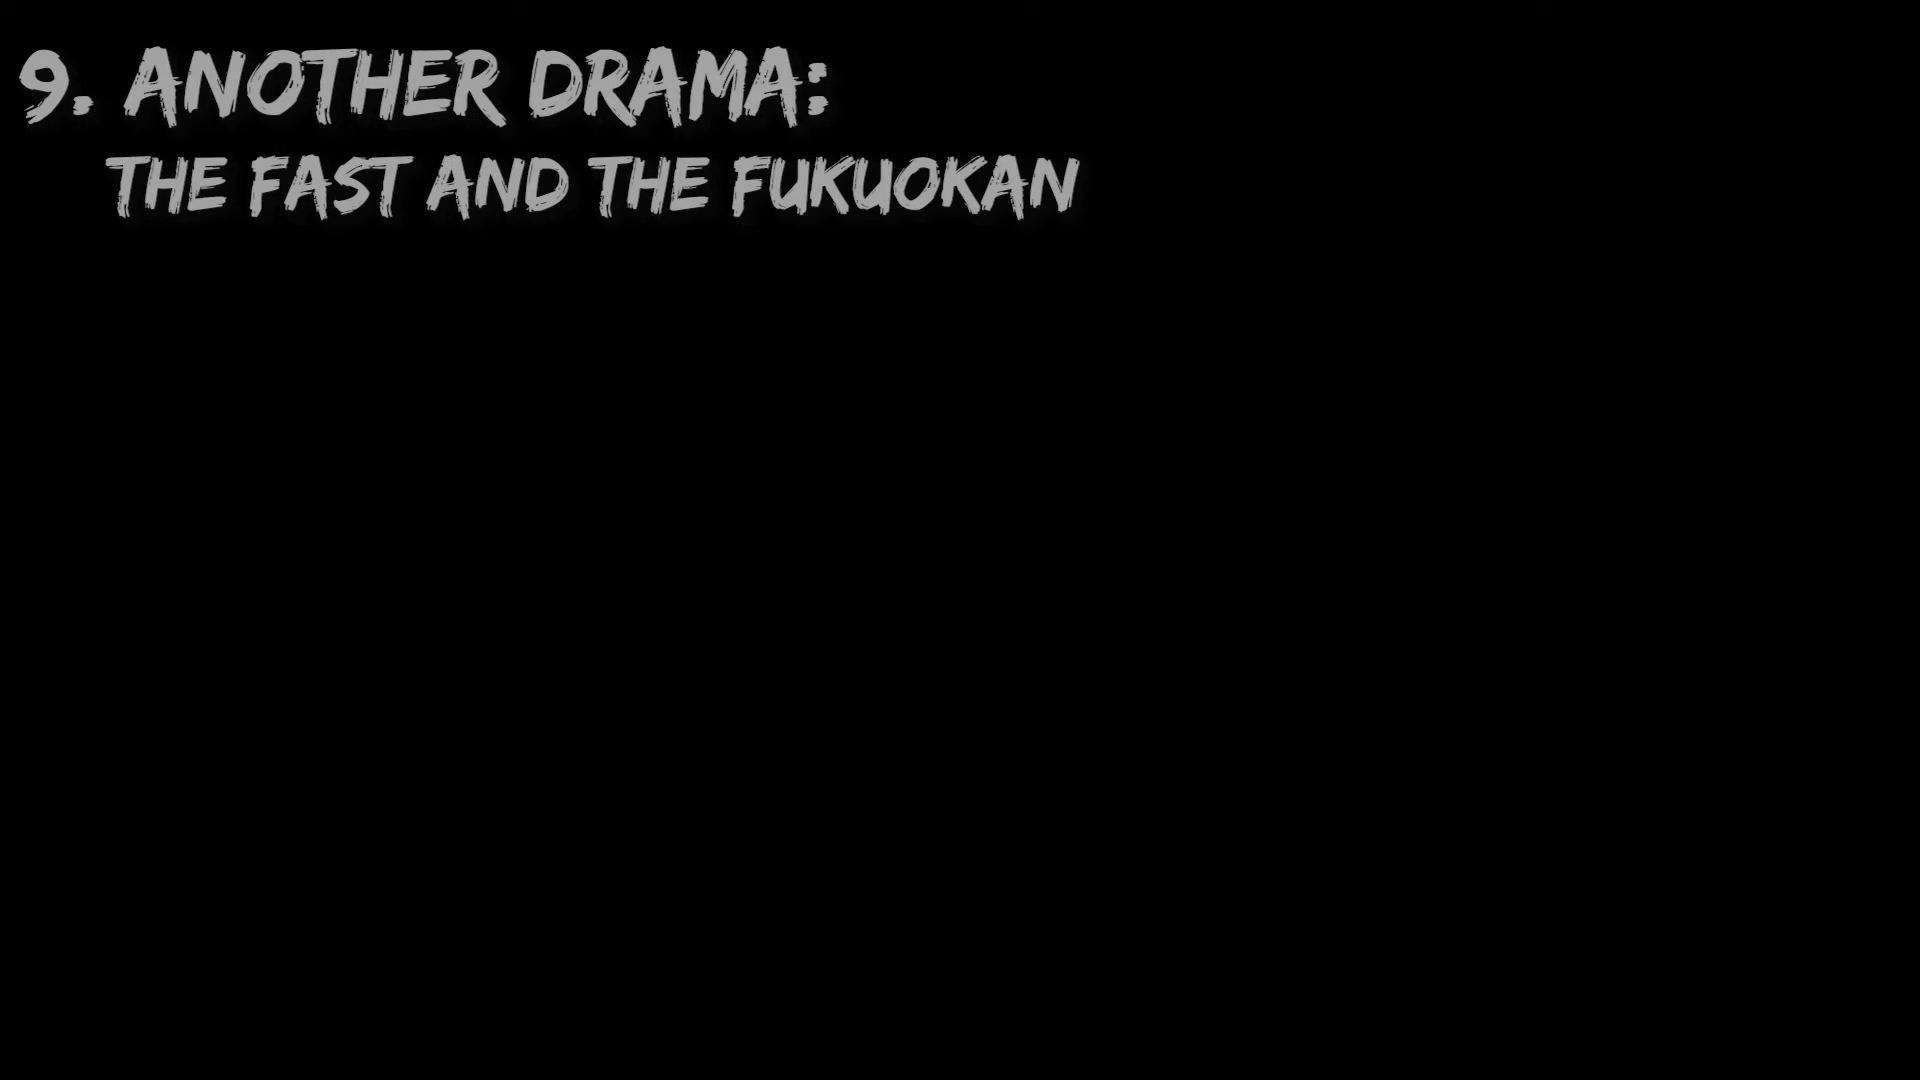 9. ANOTHER DRAMA:
THE FAST AND THE FUKUOKAN